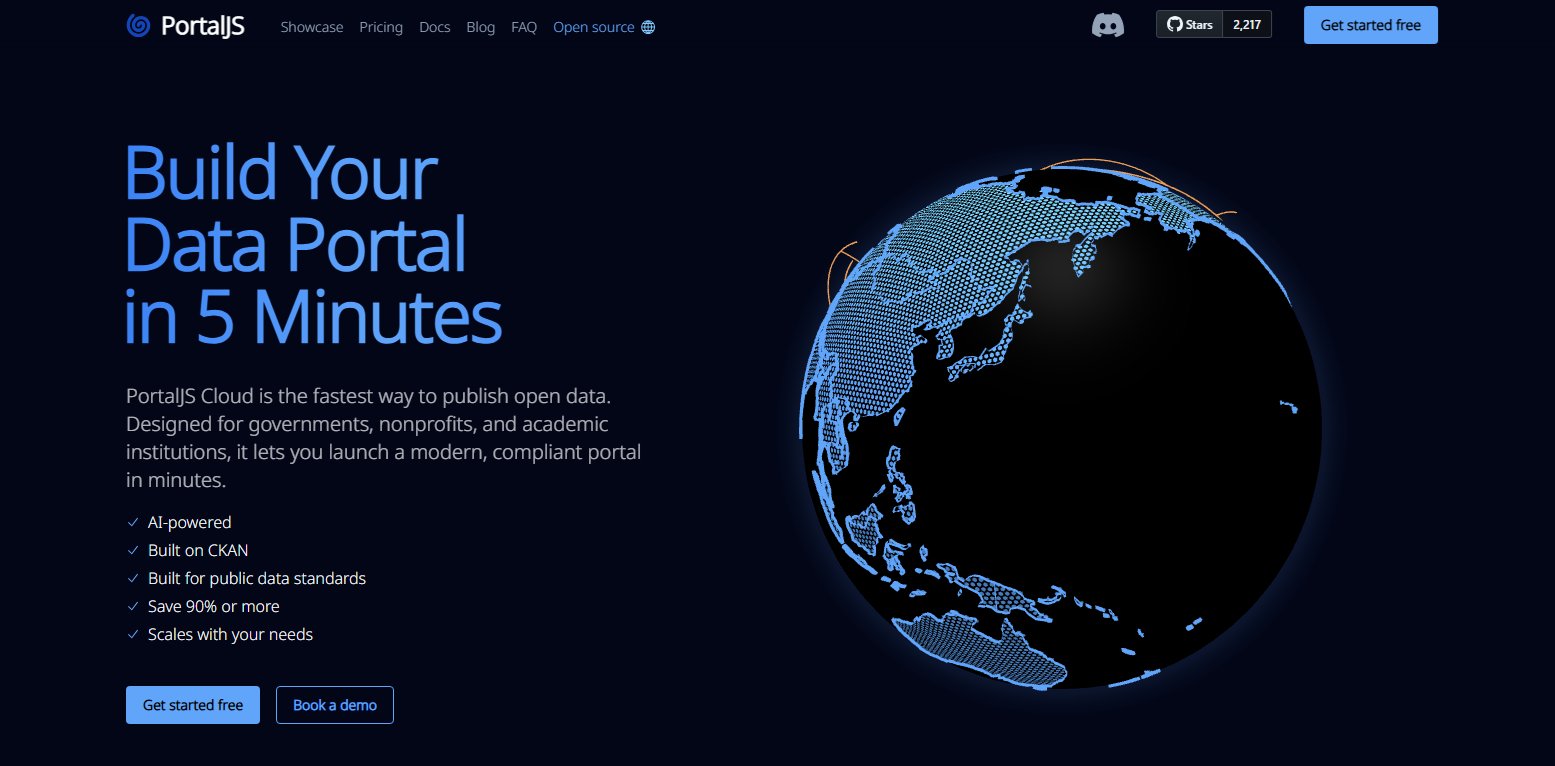 PortalJS
Showcase Pricing Docs Blog FAQ Open source
Stars 2,217
Get started free
Build Your
Data Portal
in 5 Minutes
PortalJS Cloud is the fastest way to publish open data.
Designed for governments, nonprofits, and academic
institutions, it lets you launch a modern, compliant portal
in minutes.
AI-powered
Built on CKAN
Built for public data standards
Save 90% or more
Scales with your needs
Get started free
Book a demo